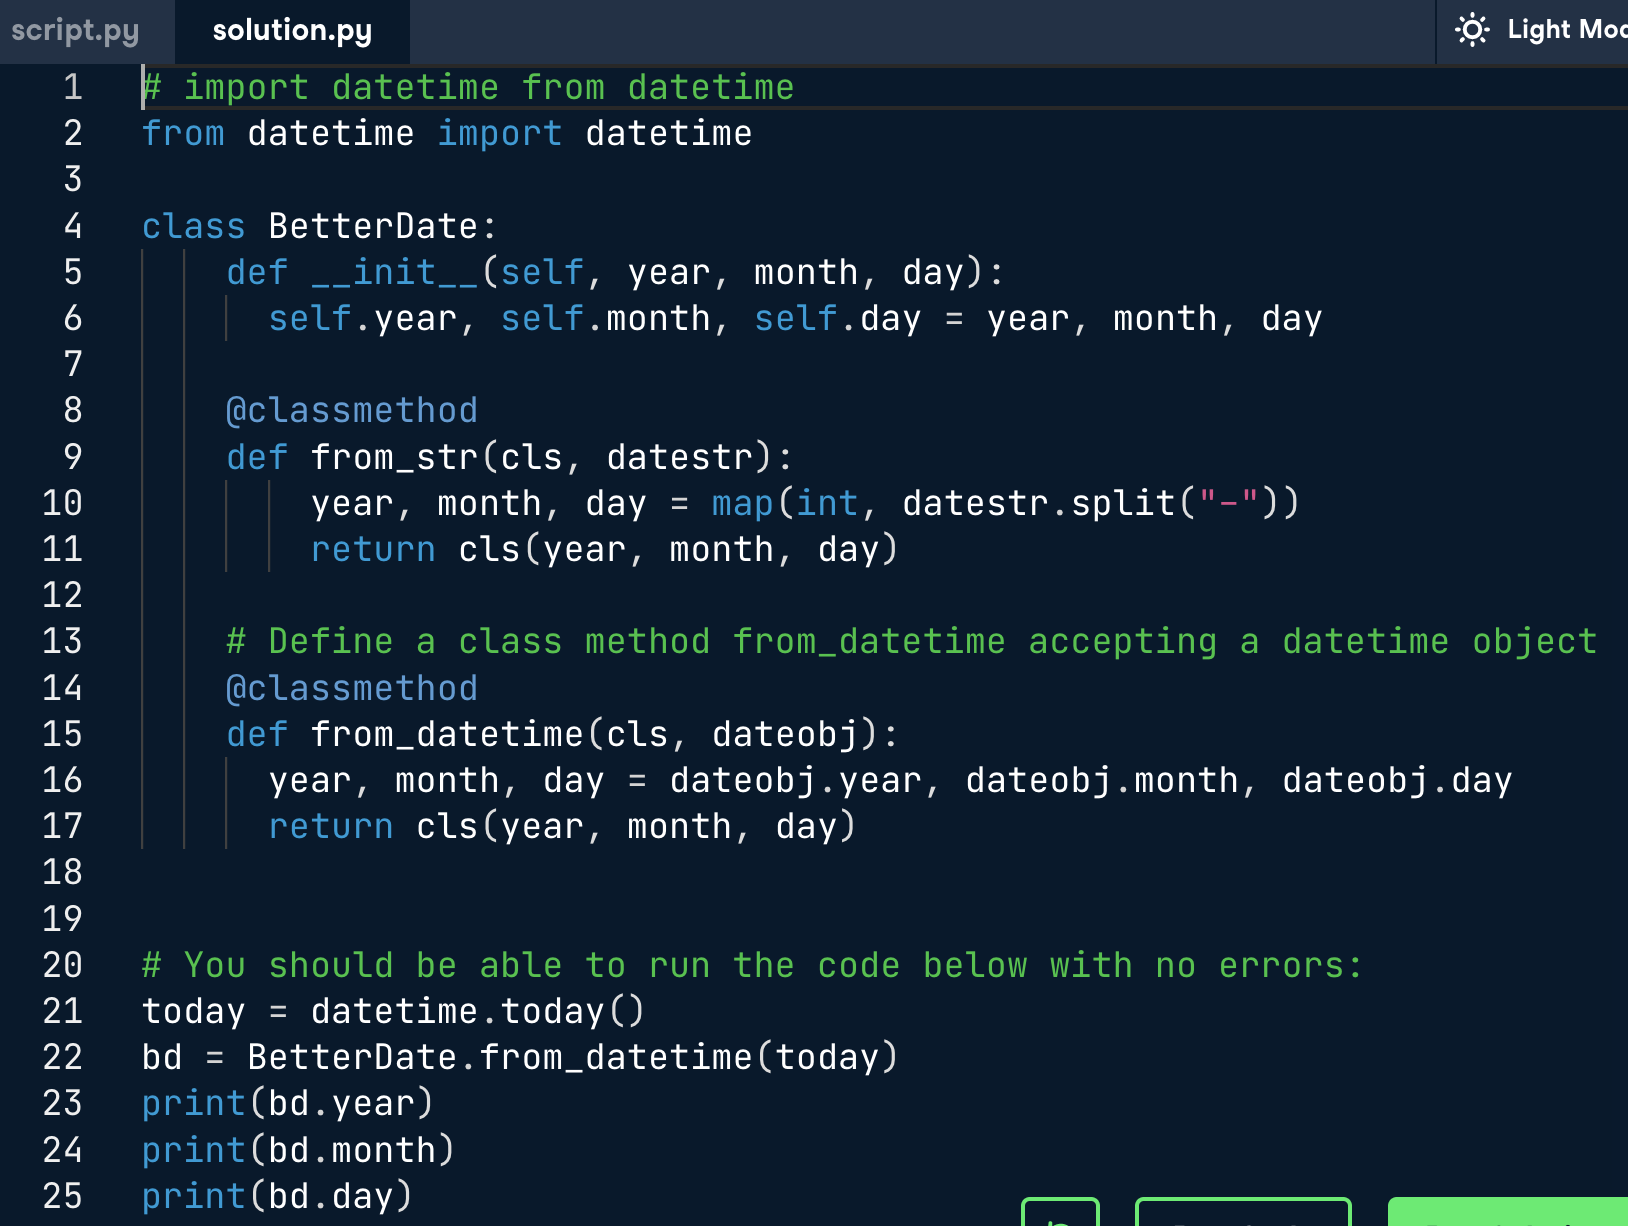 script.py
solution.py
Light
1 # import datetime from datetime
2 from datetime import datetime
3
4 class BetterDate:
5     def __init__(self, year, month, day):
6       self.year, self.month, self.day = year, month, day
7
8     @classmethod
9     def from_str(cls, datestr):
10         year, month, day = map(int, datestr.split("-"))
11         return cls(year, month, day)
12
13     # Define a class method from_datetime accepting a datetime object
14     @classmethod
15     def from_datetime(cls, dateobj):
16       year, month, day = dateobj.year, dateobj.month, dateobj.day
17       return cls(year, month, day)
18
19
20 # You should be able to run the code below with no errors:
21 today = datetime.today()
22 bd = BetterDate.from_datetime(today)
23 print(bd.year)
24 print(bd.month)
25 print(bd.day)